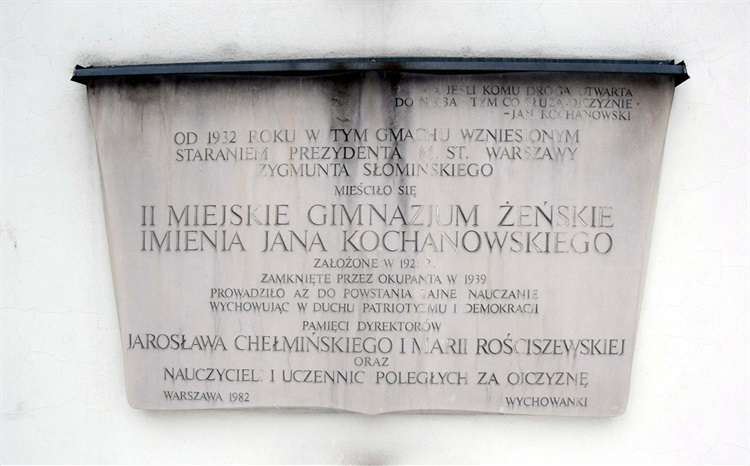 A JEŚLI KOMU DROGA OTWARTA
DO NIEBA · TYM CO SŁUŻĄ OJCZYŹNIE ·
– JAN KOCHANOWSKI
OD 1932 ROKU W TYM GMACHU WZNIESIONYM
STARANIEM PREZYDENTA M. ST. WARSZAWY
ZYGMUNTA SŁOMIŃSKIEGO
MIEŚCIŁO SIĘ
II MIEJSKIE GIMNAZJUM ŻEŃSKIE
IMIENIA JANA KOCHANOWSKIEGO
ZAŁOŻONE W R.
ZAMKNIĘTE PRZEZ OKUPANTA W 1939
PROWADZIŁO AŻ DO POWSTANIA TAJNE NAUCZANIE
WYCHOWUJĄC W DUCHU PATRIOTYZMU I DEMOKRACJI
PAMIĘCI DYREKTORÓW
JAROSŁAWA CHEŁMIŃSKIEGO I MARII ROŚCISZEWSKIEJ
ORAZ
NAUCZYCIELI I UCZENNIC POLEGŁYCH ZA OJCZYZNĘ
WARSZAWA 1982 WYCHOWANKI